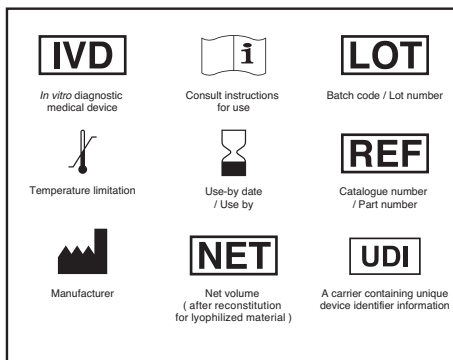 IVD
In vitro diagnostic
medical device
i
Consult instructions
for use
LOT
Batch code / Lot number
Temperature limitation
Use-by date
/ Use by
REF
Catalogue number
/ Part number
Manufacturer
NET
Net volume
( after reconstitution
for lyophilized material )
UDI
A carrier containing unique
device identifier information